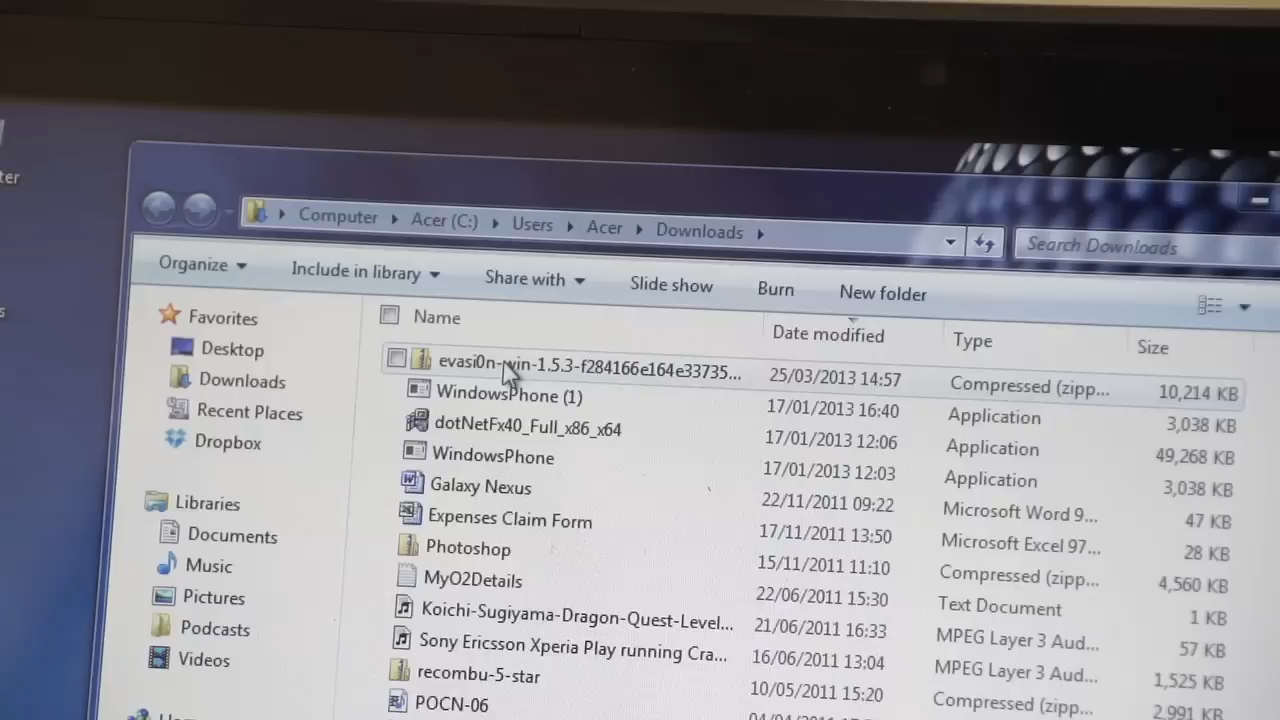 ter
s
Computer Acer (C:) Users Acer Downloads
Search Downloads
Organize Include in library Share with Slide show Burn New folder
Name Date modified Type Size
Favorites
Desktop
Downloads
Recent Places
Dropbox
Libraries
Documents
Music
Pictures
Podcasts
Videos
evasi0n-win-1.5.3-f284166e164e33735... 25/03/2013 14:57 Compressed (zipp... 10,214 KB
WindowsPhone (1) 17/01/2013 16:40 Application 3,038 KB
dotNetFx40_Full_x86_x64 17/01/2013 12:06 Application 49,268 KB
WindowsPhone 17/01/2013 12:03 Application 3,038 KB
Galaxy Nexus 22/11/2011 09:22 Microsoft Word 9... 47 KB
Expenses Claim Form 17/11/2011 13:50 Microsoft Excel 97... 28 KB
Photoshop 15/11/2011 11:10 Compressed (zipp... 4,560 KB
MyO2Details 22/06/2011 15:30 Text Document 1 KB
Koichi-Sugiyama-Dragon-Quest-Level... 21/06/2011 16:33 MPEG Layer 3 Aud... 57 KB
Sony Ericsson Xperia Play running Cra... 16/06/2011 13:04 MPEG Layer 3 Aud... 1,525 KB
recombu-5-star 10/05/2011 15:20 Compressed (zipp... 2,991 KB
POCN-06